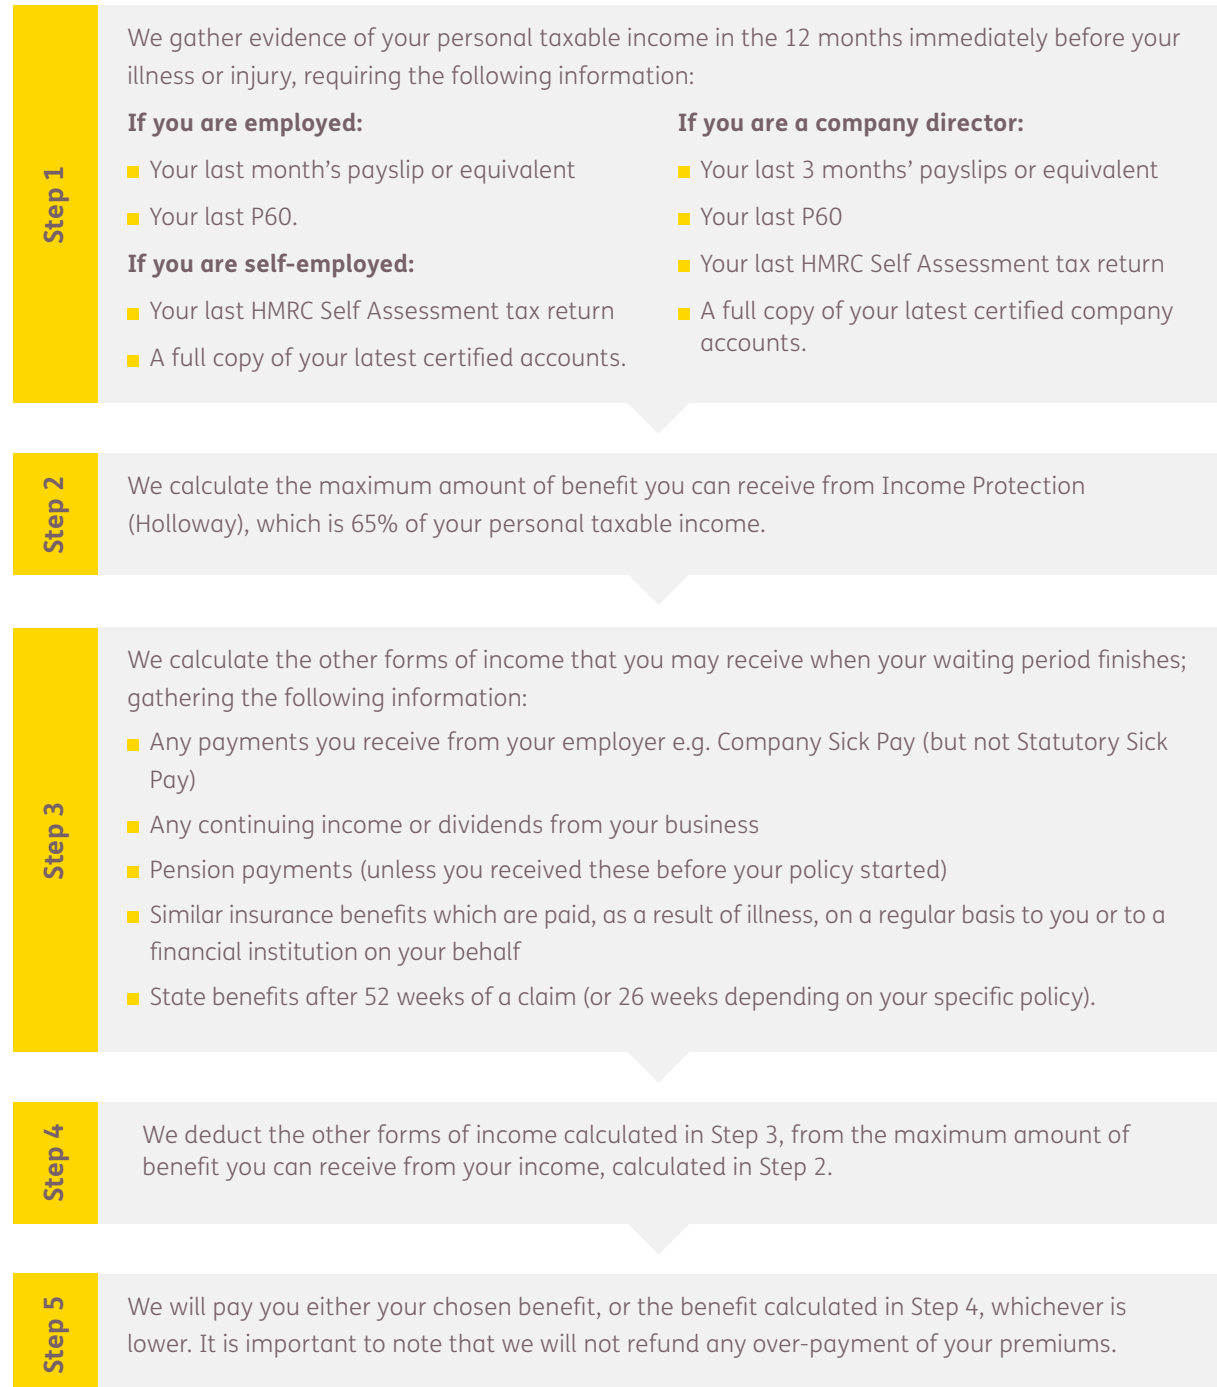 Step 1
We gather evidence of your personal taxable income in the 12 months immediately before your
illness or injury, requiring the following information:
If you are employed:
Your last month's payslip or equivalent
Your last P60.
If you are self-employed:
Your last HMRC Self Assessment tax return
A full copy of your latest certified accounts.
If you are a company director:
Your last 3 months' payslips or equivalent
Your last P60
Your last HMRC Self Assessment tax return
A full copy of your latest certified company
accounts.
Step 2
We calculate the maximum amount of benefit you can receive from Income Protection
(Holloway), which is 65% of your personal taxable income.
Step 3
We calculate the other forms of income that you may receive when your waiting period finishes;
gathering the following information:
Any payments you receive from your employer e.g. Company Sick Pay (but not Statutory Sick
Pay)
Any continuing income or dividends from your business
Pension payments (unless you received these before your policy started)
Similar insurance benefits which are paid, as a result of illness, on a regular basis to you or to a
financial institution on your behalf
State benefits after 52 weeks of a claim (or 26 weeks depending on your specific policy).
Step 4
We deduct the other forms of income calculated in Step 3, from the maximum amount of
benefit you can receive from your income, calculated in Step 2.
Step 5
We will pay you either your chosen benefit, or the benefit calculated in Step 4, whichever is
lower. It is important to note that we will not refund any over-payment of your premiums.